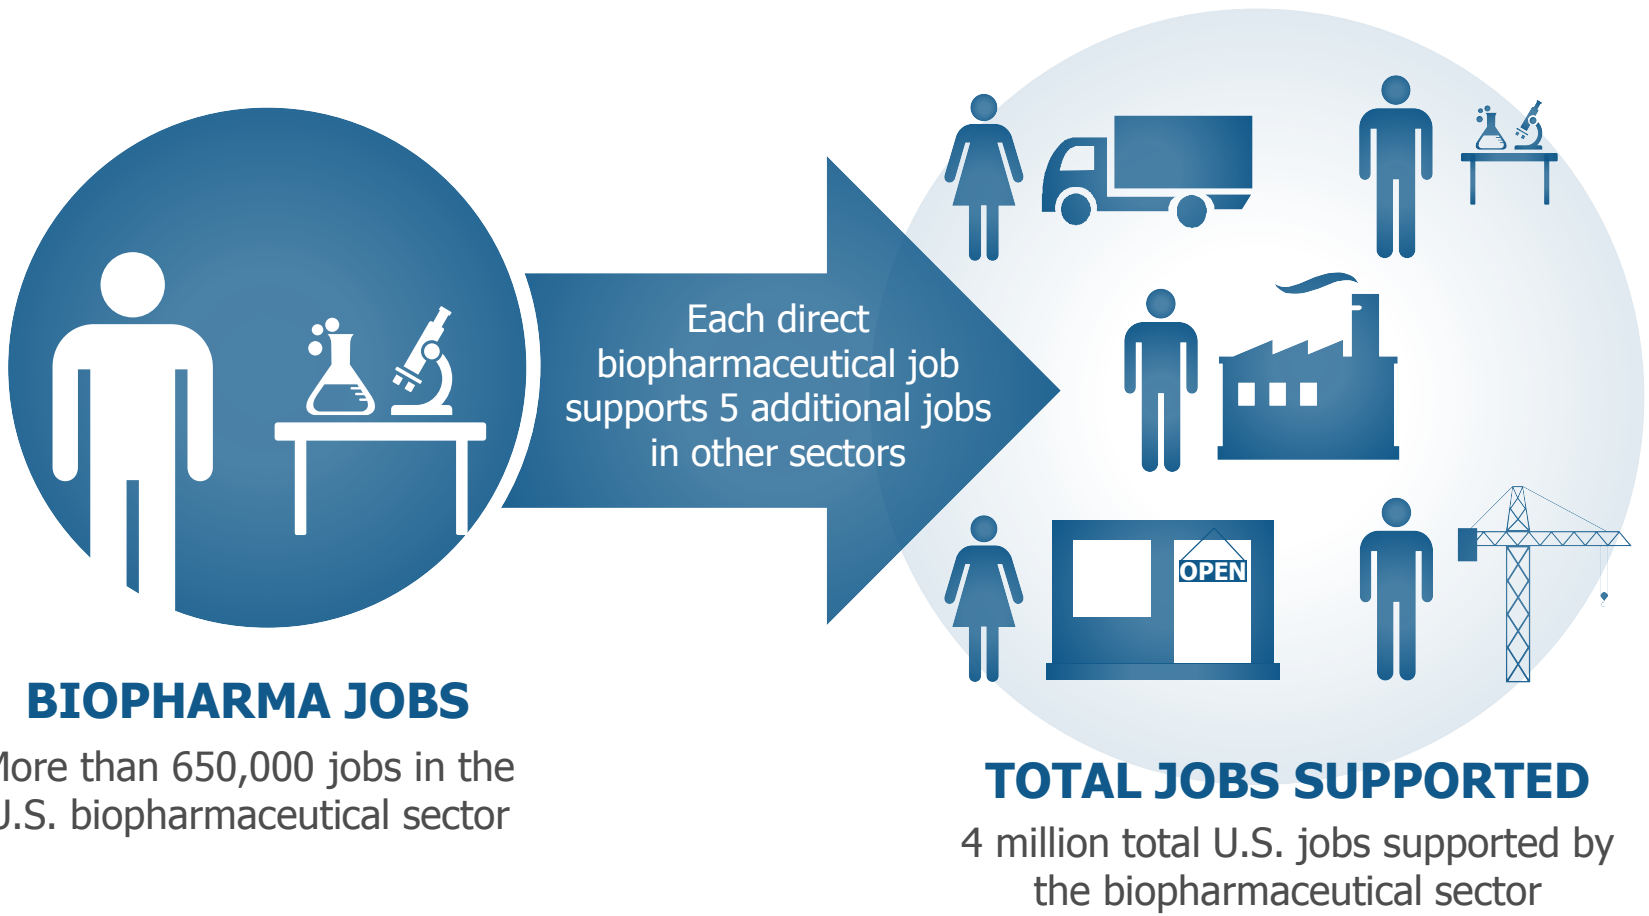 Each direct
biopharmaceutical job
supports 5 additional jobs
in other sectors
OPEN
BIOPHARMA JOBS
More than 650,000 jobs in the
U.S. biopharmaceutical sector
TOTAL JOBS SUPPORTED
4 million total U.S. jobs supported by
the biopharmaceutical sector